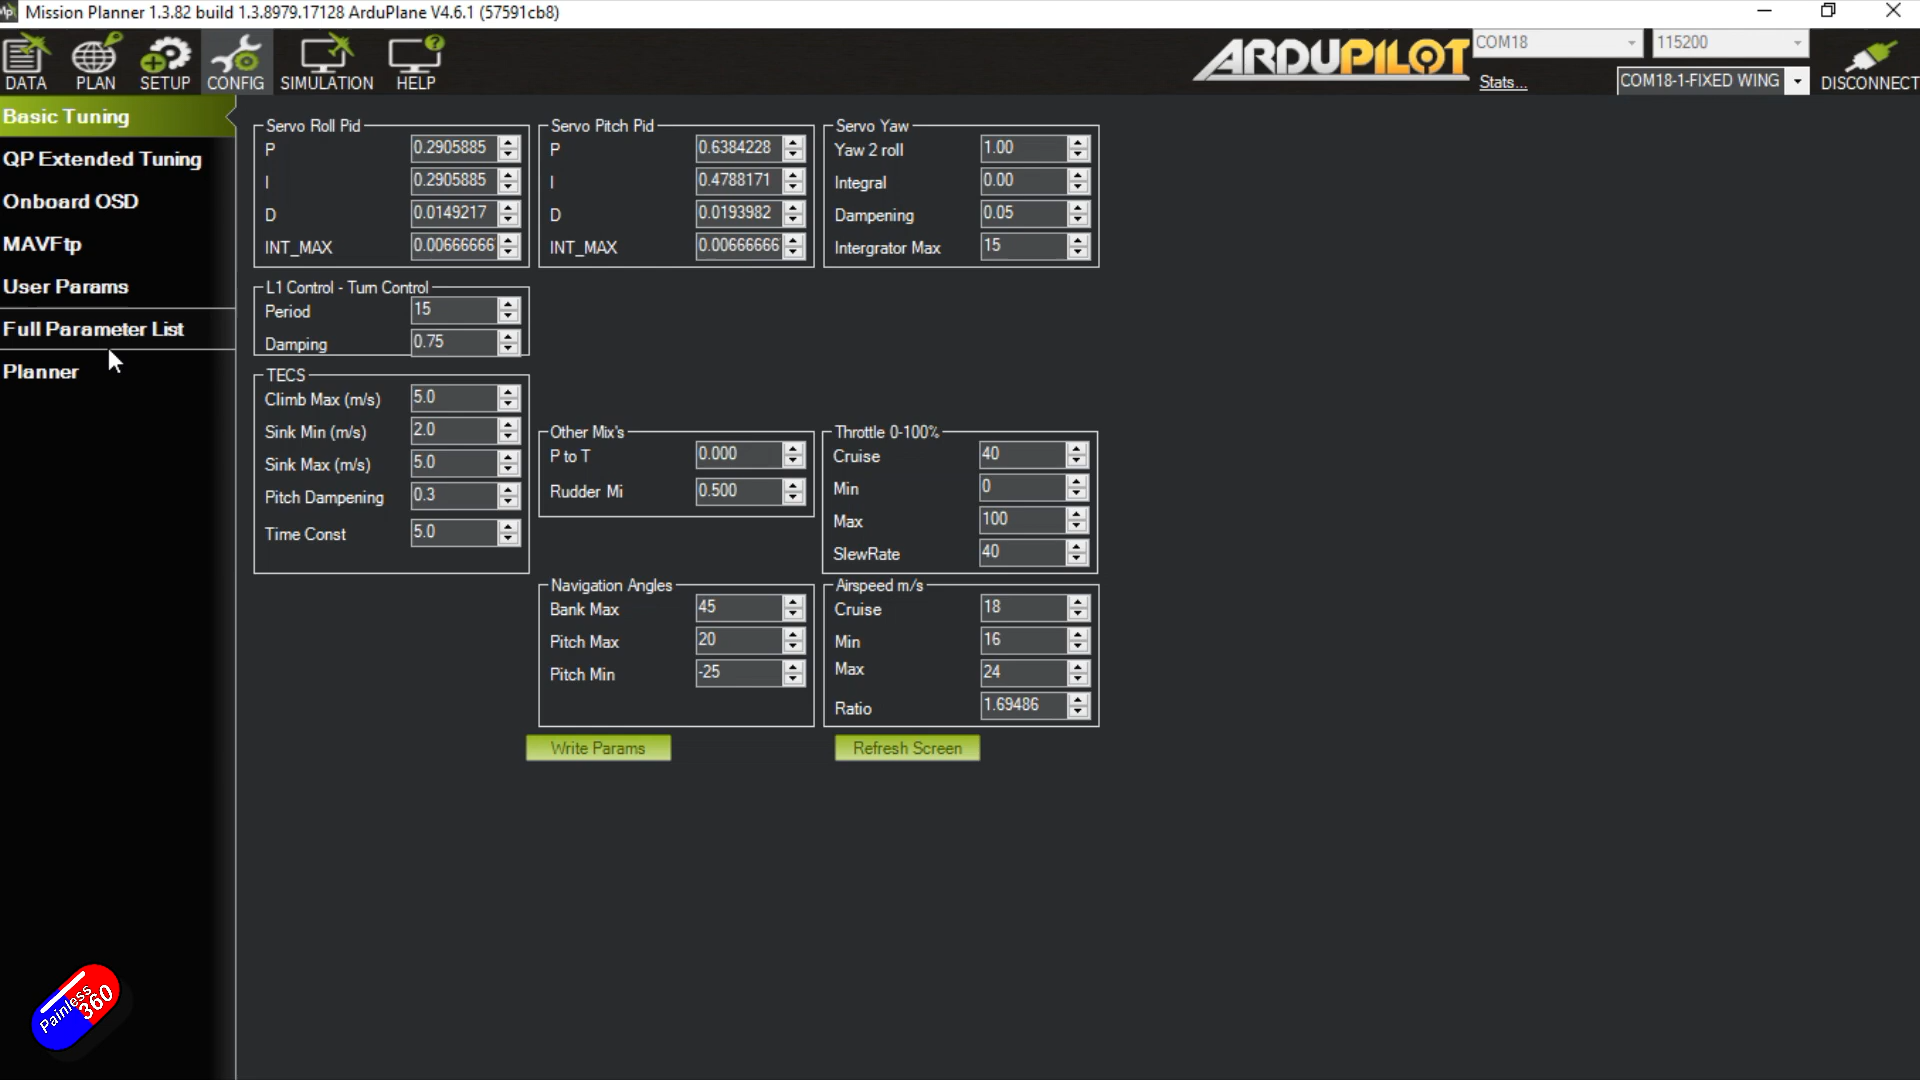 Mission Planner 1.3.82 build 1.3.8979.17128 ArduPlane V4.6.1 (57591cb8)
DATA
PLAN
SETUP
CONFIG
SIMULATION
HELP
ARDUPILOT
COM18
115200
Stats...
COM18-1-FIXED WING
DISCONNECT
Basic Tuning
QP Extended Tuning
Onboard OSD
MAVFtp
User Params
Full Parameter List
Planner
Servo Roll Pid
P 0.2905885
I 0.2905885
D 0.0149217
INT_MAX 0.00666666
Servo Pitch Pid
P 0.6384228
I 0.4788171
D 0.0193982
INT_MAX 0.00666666
Servo Yaw
Yaw 2 roll 1.00
Integral 0.00
Dampening 0.05
Intergrator Max 15
L1 Control - Turn Control
Period 15
Damping 0.75
TECS
Climb Max (m/s) 5.0
Sink Min (m/s) 2.0
Sink Max (m/s) 5.0
Pitch Dampening 0.3
Time Const 5.0
Other Mix's
P to T 0.000
Rudder Mi 0.500
Throttle 0-100%
Cruise 40
Min 0
Max 100
SlewRate 40
Navigation Angles
Bank Max 45
Pitch Max 20
Pitch Min -25
Airspeed m/s
Cruise 18
Min 16
Max 24
Ratio 1.69486
Write Params
Refresh Screen
Painless
360